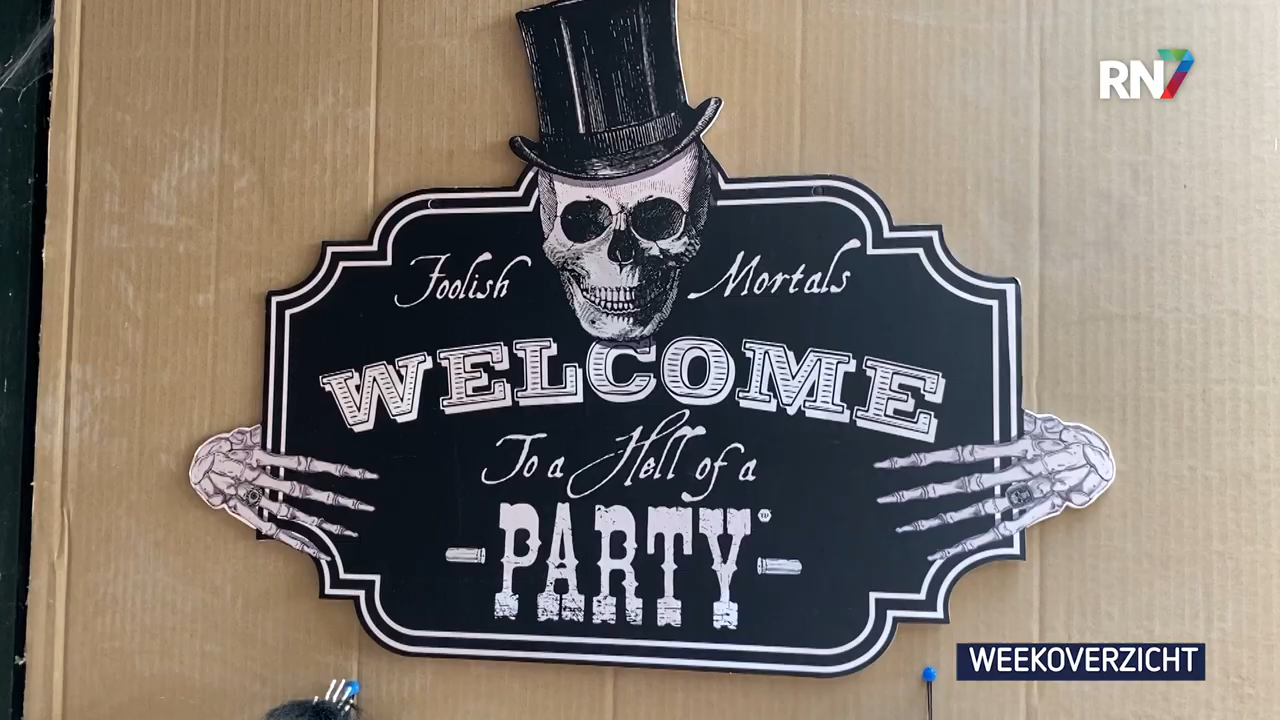 RN7
Foolish Mortals
WELCOME
To a Hell of a
PARTY
WEEKOVERZICHT